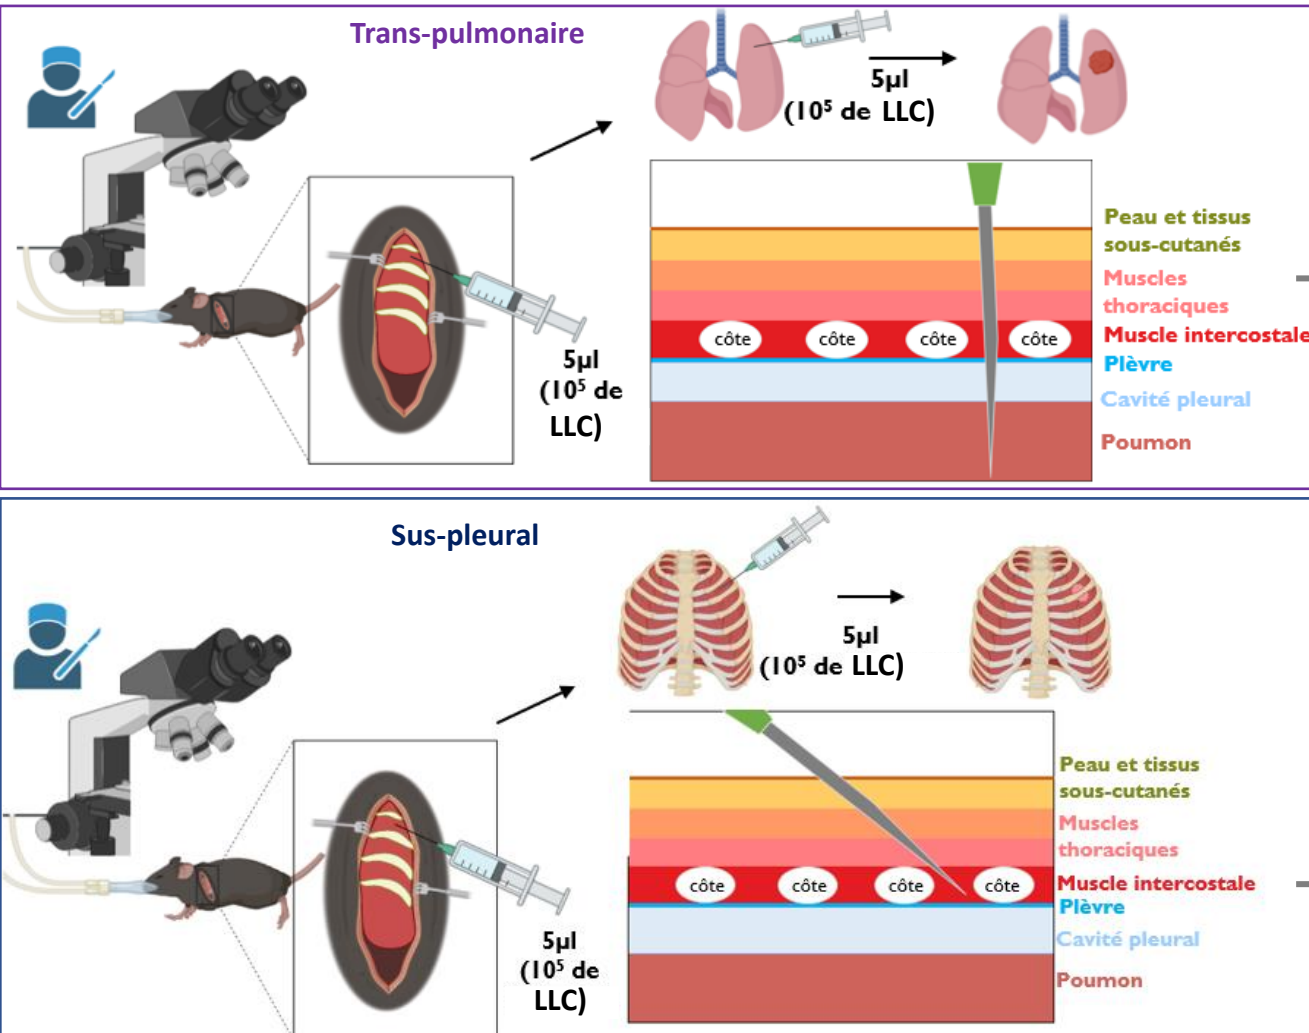 Trans-pulmonaire
5µl
(10⁵ de LLC)
5µl
(10⁵ de
LLC)
Peau et tissus
sous-cutanés
Muscles
thoraciques
Muscle intercostale
Plèvre
Cavité pleural
Poumon
côte
côte
côte
côte
Sus-pleural
5µl
(10⁵ de LLC)
5µl
(10⁵ de
LLC)
Peau et tissus
sous-cutanés
Muscles
thoraciques
Muscle intercostale
Plèvre
Cavité pleural
Poumon
côte
côte
côte
côte